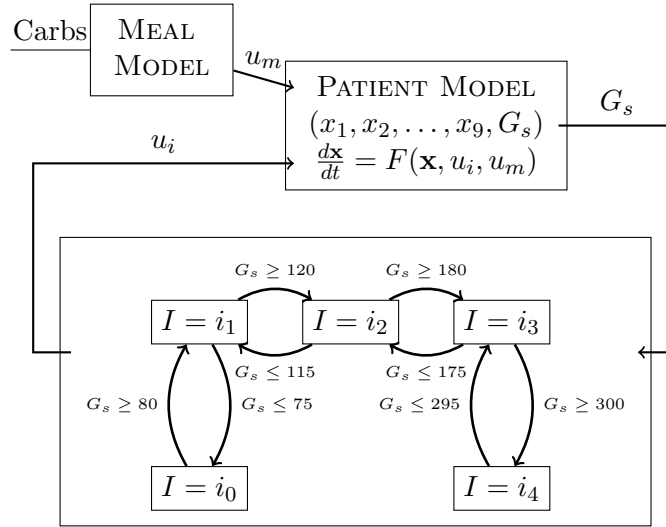 Carbs
MEAL
MODEL
u_m
PATIENT MODEL
(x_1, x_2, . . . , x_9, G_s)
dx/dt = F(x, u_i, u_m)
G_s
u_i
G_s ≥ 120
G_s ≥ 180
I = i_1
I = i_2
I = i_3
G_s ≤ 115
G_s ≤ 175
G_s ≥ 80
G_s ≤ 75
G_s ≤ 295
G_s ≥ 300
I = i_0
I = i_4